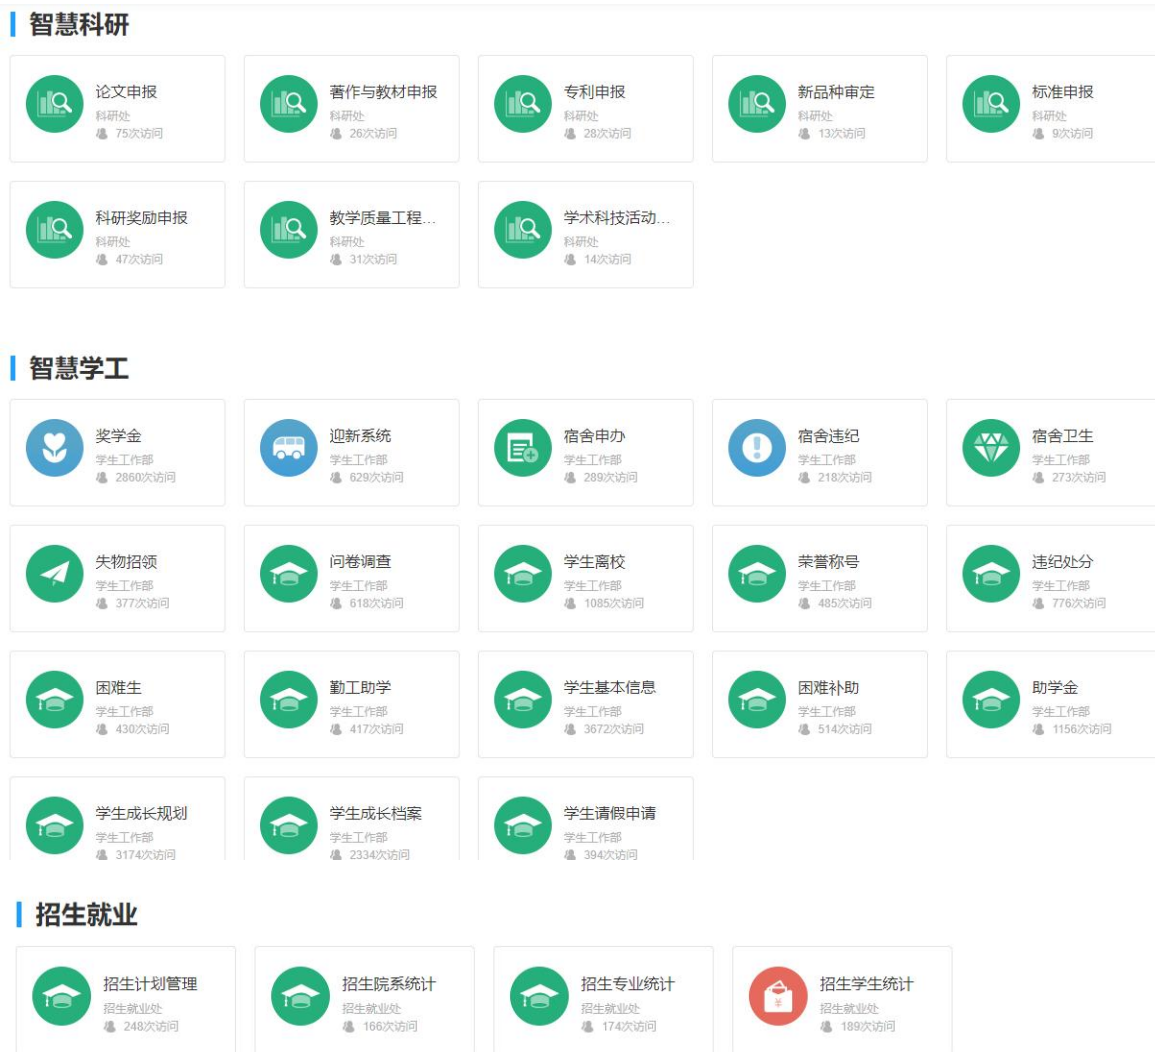 智慧科研
论文申报
科研处
75次访问
著作与教材申报
科研处
26次访问
专利申报
科研处
28次访问
新品种审定
科研处
13次访问
标准申报
科研处
9次访问
科研奖励申报
科研处
47次访问
教学质量工程...
科研处
31次访问
学术科技活动...
科研处
14次访问
智慧学工
奖学金
学生工作部
2860次访问
迎新系统
学生工作部
629次访问
宿舍申办
学生工作部
289次访问
宿舍违纪
学生工作部
218次访问
宿舍卫生
学生工作部
273次访问
失物招领
学生工作部
377次访问
问卷调查
学生工作部
618次访问
学生离校
学生工作部
1085次访问
荣誉称号
学生工作部
485次访问
违纪处分
学生工作部
776次访问
困难生
学生工作部
430次访问
勤工助学
学生工作部
417次访问
学生基本信息
学生工作部
3672次访问
困难补助
学生工作部
514次访问
助学金
学生工作部
1156次访问
学生成长规划
学生工作部
3174次访问
学生成长档案
学生工作部
2334次访问
学生请假申请
学生工作部
394次访问
招生就业
招生计划管理
招生就业处
248次访问
招生院系统计
招生就业处
166次访问
招生专业统计
招生就业处
174次访问
招生学生统计
招生就业处
189次访问